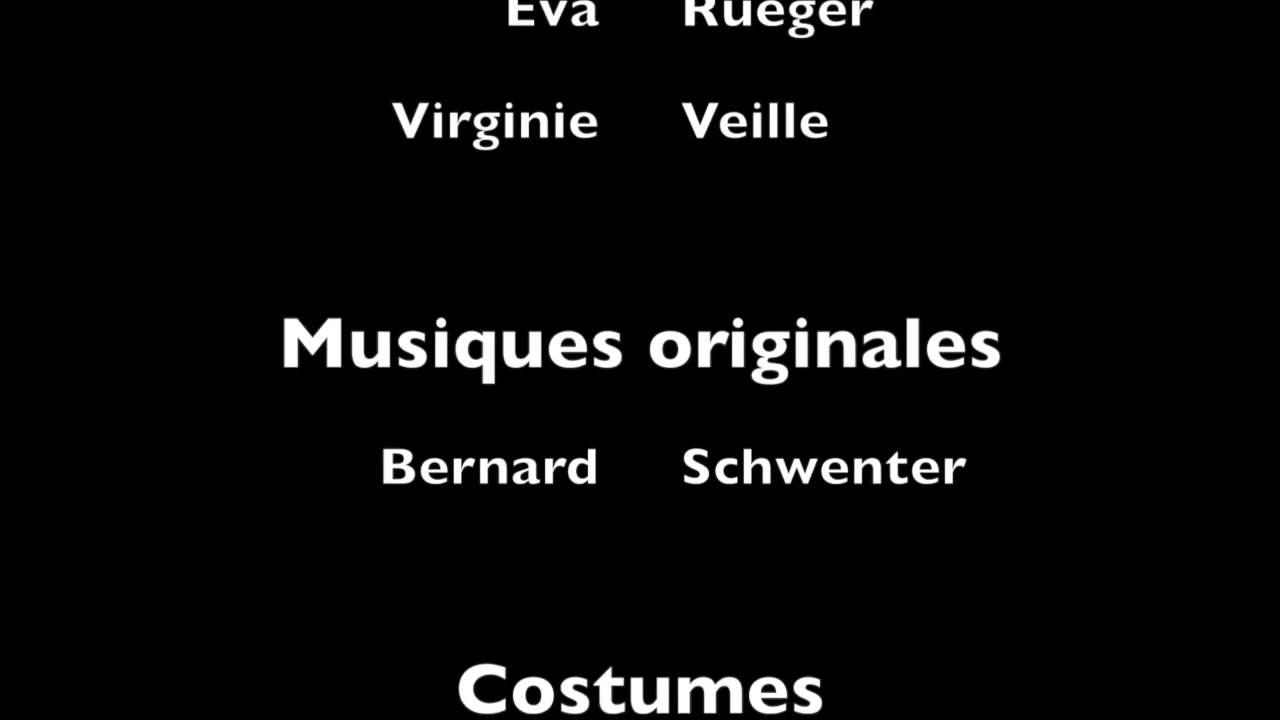 Eva Rueger
Virginie Veille
Musiques originales
Bernard Schwenter
Costumes